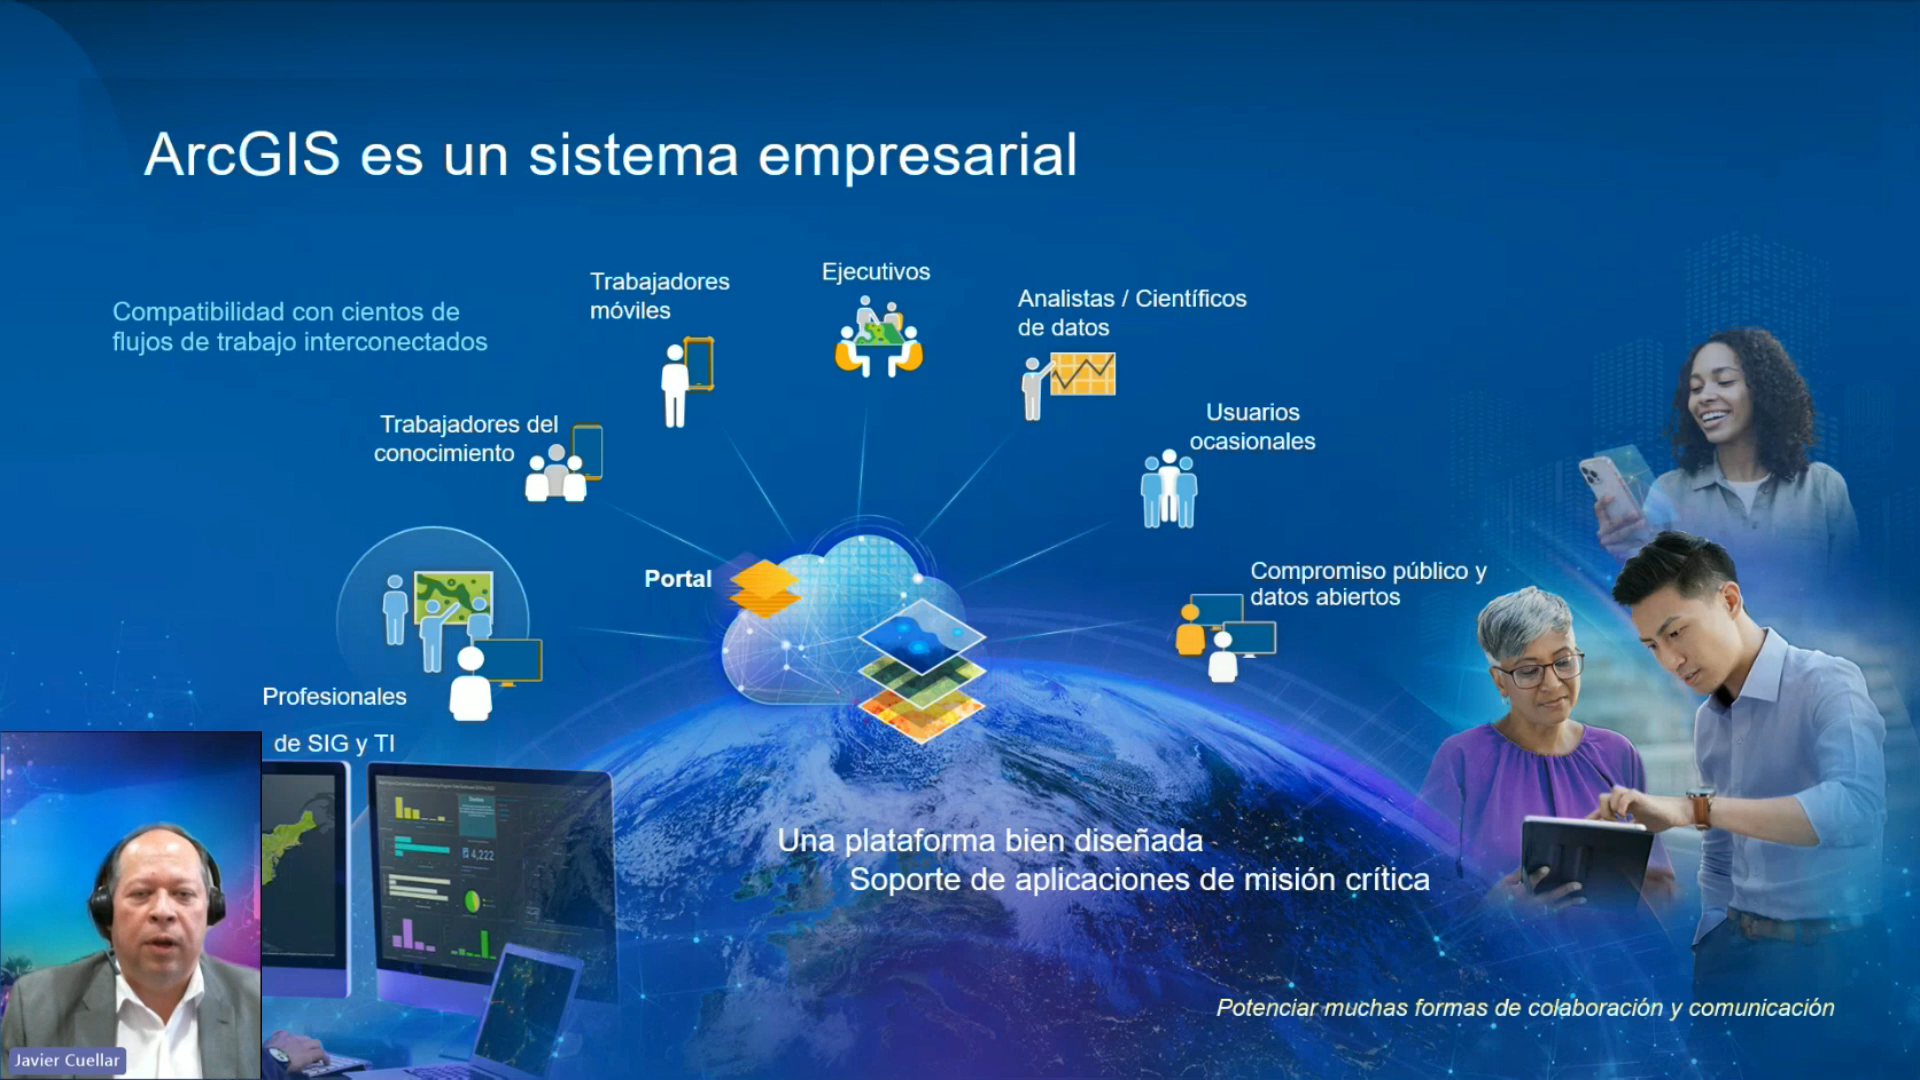 ArcGIS es un sistema empresarial
Compatibilidad con cientos de
flujos de trabajo interconectados
Trabajadores
móviles
Ejecutivos
Analistas / Científicos
de datos
Trabajadores del
conocimiento
Usuarios
ocasionales
Portal
Compromiso público y
datos abiertos
Profesionales
de SIG y TI
4,222
Una plataforma bien diseñada
Soporte de aplicaciones de misión crítica
Potenciar muchas formas de colaboración y comunicación
Javier Cuellar